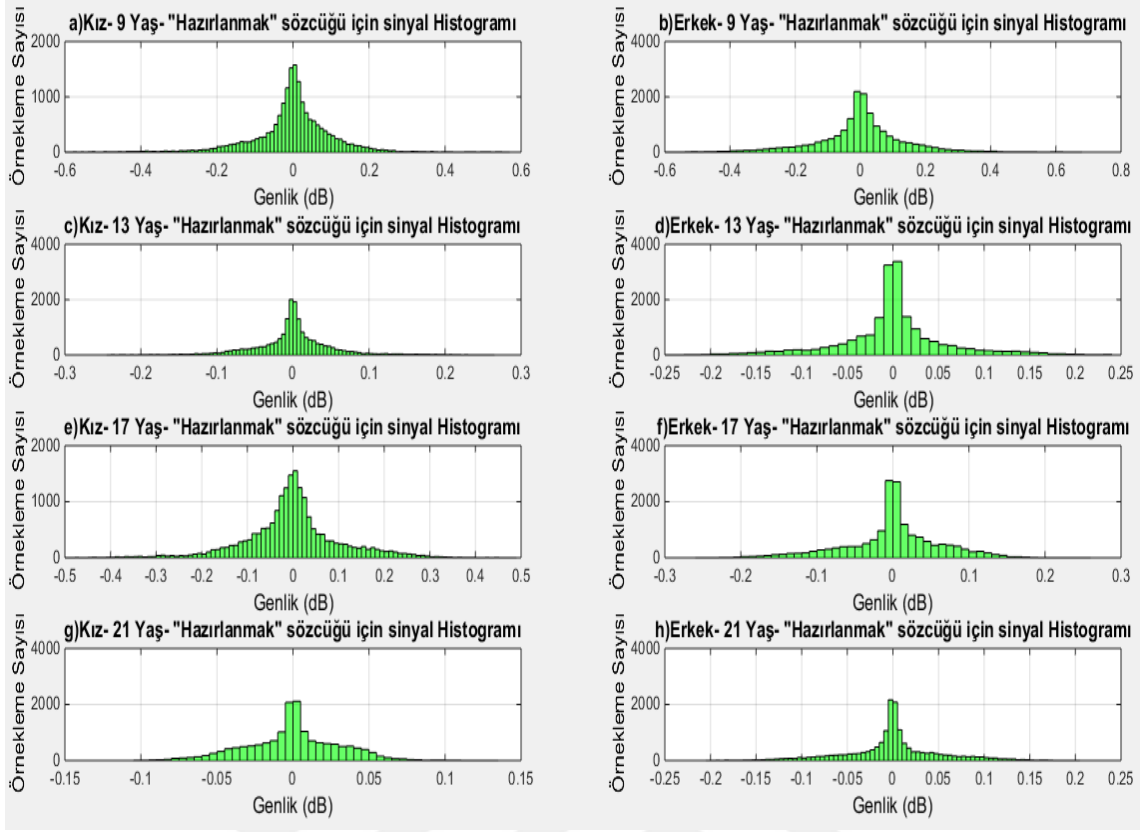 a)Kız- 9 Yaş- "Hazırlanmak" sözcüğü için sinyal Histogramı
Örnekleme Sayısı
2000
1000
0
-0.6 -0.4 -0.2 0 0.2 0.4 0.6
Genlik (dB)
b)Erkek- 9 Yaş- "Hazırlanmak" sözcüğü için sinyal Histogramı
Örnekleme Sayısı
4000
2000
0
-0.6 -0.4 -0.2 0 0.2 0.4 0.6 0.8
Genlik (dB)
c)Kız- 13 Yaş- "Hazırlanmak" sözcüğü için sinyal Histogramı
Örnekleme Sayısı
4000
2000
0
-0.3 -0.2 -0.1 0 0.1 0.2 0.3
Genlik (dB)
d)Erkek- 13 Yaş- "Hazırlanmak" sözcüğü için sinyal Histogramı
Örnekleme Sayısı
4000
2000
0
-0.25 -0.2 -0.15 -0.1 -0.05 0 0.05 0.1 0.15 0.2 0.25
Genlik (dB)
e)Kız- 17 Yaş- "Hazırlanmak" sözcüğü için sinyal Histogramı
Örnekleme Sayısı
2000
1000
0
-0.5 -0.4 -0.3 -0.2 -0.1 0 0.1 0.2 0.3 0.4 0.5
Genlik (dB)
f)Erkek- 17 Yaş- "Hazırlanmak" sözcüğü için sinyal Histogramı
Örnekleme Sayısı
4000
2000
0
-0.3 -0.2 -0.1 0 0.1 0.2 0.3
Genlik (dB)
g)Kız- 21 Yaş- "Hazırlanmak" sözcüğü için sinyal Histogramı
Örnekleme Sayısı
4000
2000
0
-0.15 -0.1 -0.05 0 0.05 0.1 0.15
Genlik (dB)
h)Erkek- 21 Yaş- "Hazırlanmak" sözcüğü için sinyal Histogramı
Örnekleme Sayısı
4000
2000
0
-0.25 -0.2 -0.15 -0.1 -0.05 0 0.05 0.1 0.15 0.2 0.25
Genlik (dB)